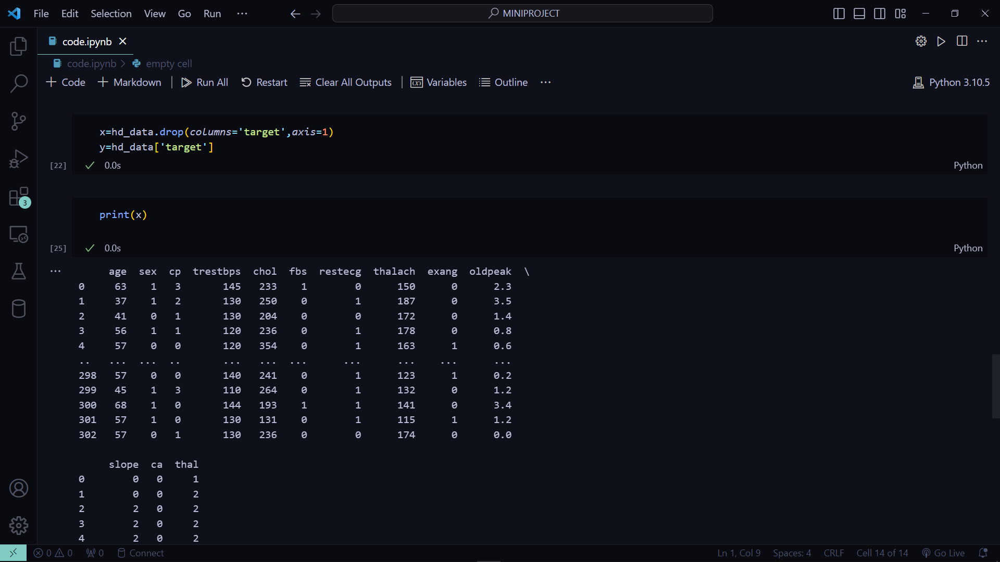 File Edit Selection View Go Run ··· MINIPROJECT
code.ipynb
code.ipynb > empty cell
+ Code + Markdown Run All Restart Clear All Outputs Variables Outline ··· Python 3.10.5
x=hd_data.drop(columns='target',axis=1)
y=hd_data['target']
[22] 0.0s Python
print(x)
[25] 0.0s Python
3
··· age sex cp trestbps chol fbs restecg thalach exang oldpeak \
0 63 1 3 145 233 1 0 150 0 2.3
1 37 1 2 130 250 0 1 187 0 3.5
2 41 0 1 130 204 0 0 172 0 1.4
3 56 1 1 120 236 0 1 178 0 0.8
4 57 0 0 120 354 0 1 163 1 0.6
.. ... ... .. ... ... ... ... ... ... ...
298 57 0 0 140 241 0 1 123 1 0.2
299 45 1 3 110 264 0 1 132 0 1.2
300 68 1 0 144 193 1 1 141 0 3.4
301 57 1 0 130 131 0 1 115 1 1.2
302 57 0 1 130 236 0 0 174 0 0.0
slope ca thal
0 0 0 1
1 0 0 2
2 2 0 2
3 2 0 2
4 2 0 2
0 0 0 Connect Ln 1, Col 9 Spaces: 4 CRLF Cell 14 of 14 Go Live